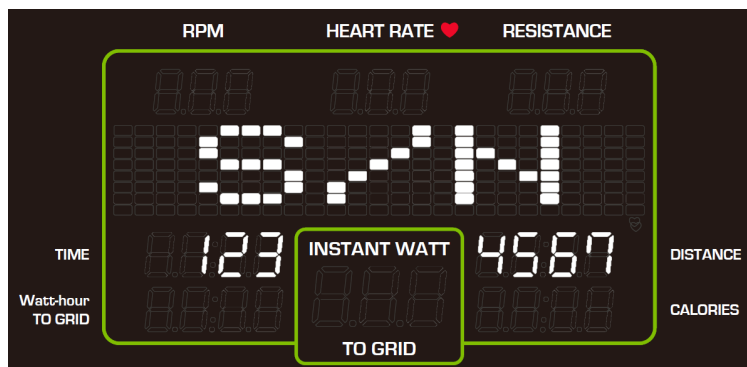 RPM HEART RATE RESISTANCE
S/N
TIME 123 INSTANT WATT 4567 DISTANCE
Watt-hour
TO GRID CALORIES
TO GRID